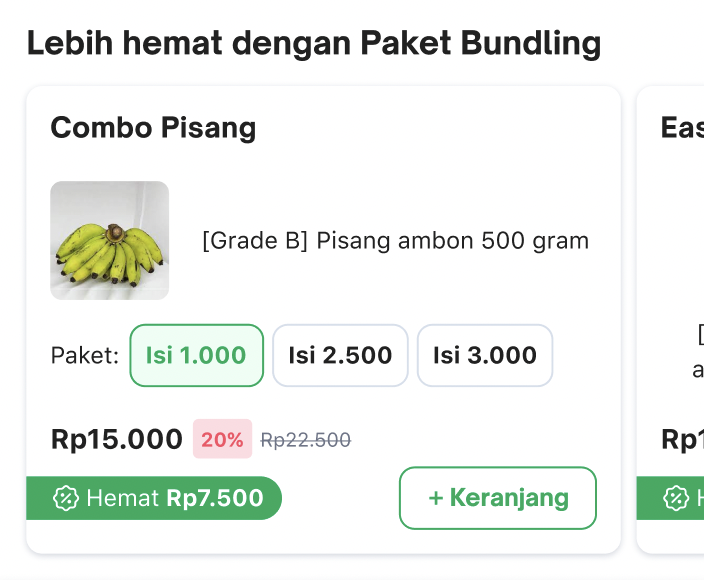 Lebih hemat dengan Paket Bundling
Combo Pisang
[Grade B] Pisang ambon 500 gram
Paket: Isi 1.000 Isi 2.500 Isi 3.000
Rp15.000 20% Rp22.500
Hemat Rp7.500
+ Keranjang
Eas
[
a
Rp1
H